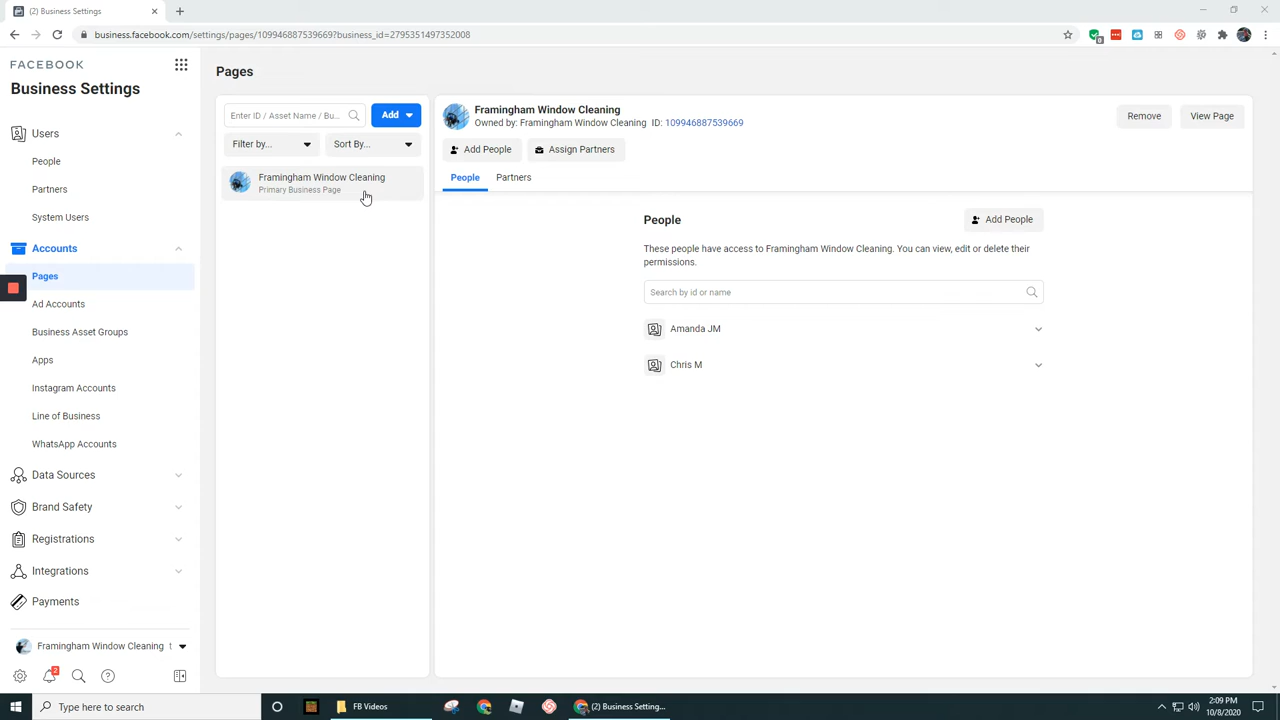 (2) Business Settings
business.facebook.com/settings/pages/109946887539669?business_id=2795351497352008
8
FACEBOOK
Business Settings
Users
People
Partners
System Users
Accounts
Pages
Ad Accounts
Business Asset Groups
Apps
Instagram Accounts
Line of Business
WhatsApp Accounts
Data Sources
Brand Safety
Registrations
Integrations
Payments
Framingham Window Cleaning t
2
Pages
Enter ID / Asset Name / Bu...
Add
Filter by...
Sort By...
Framingham Window Cleaning
Primary Business Page
Framingham Window Cleaning
Owned by: Framingham Window Cleaning ID: 109946887539669
Remove
View Page
Add People
Assign Partners
People
Partners
People
Add People
These people have access to Framingham Window Cleaning. You can view, edit or delete their
permissions.
Search by id or name
Amanda JM
Chris M
Type here to search
FB Videos
(2) Business Setting...
2:09 PM
10/8/2020